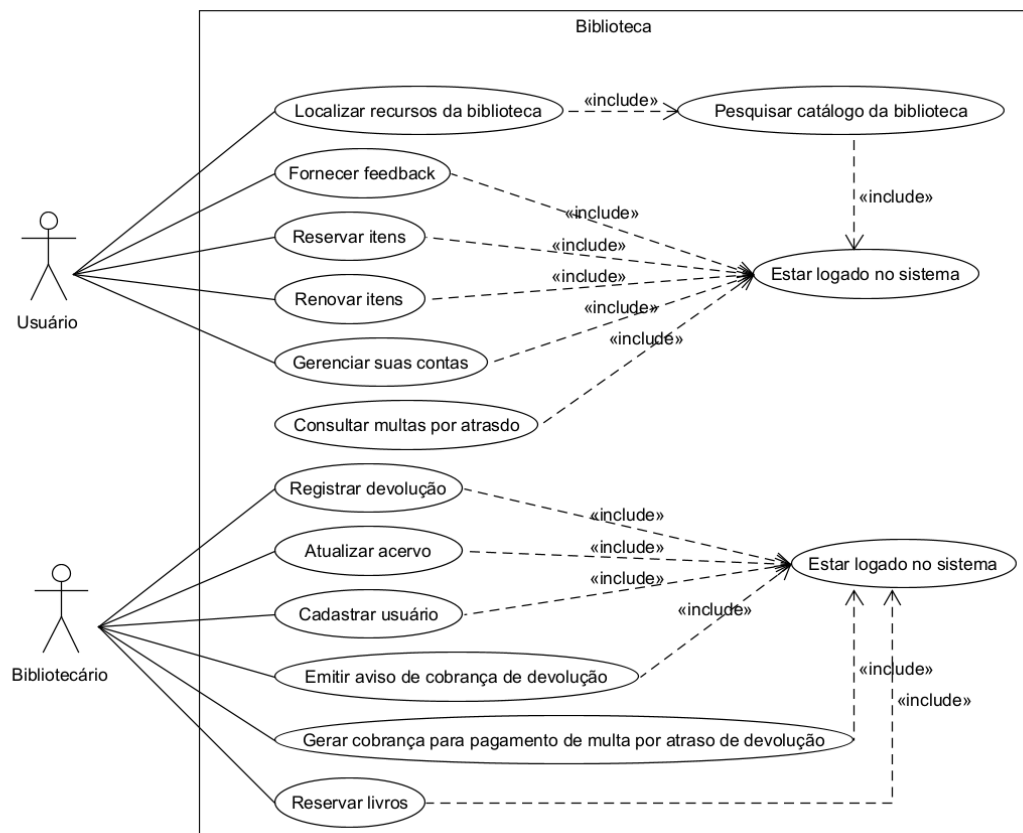 Biblioteca
Localizar recursos da biblioteca
«include»
Pesquisar catálogo da biblioteca
Fornecer feedback
«include»
«include»
Reservar itens
«include»
Estar logado no sistema
Renovar itens
«include»
Usuário
«include»
«include»
Gerenciar suas contas
Consultar multas por atrasdo
Registrar devolução
«include»
Atualizar acervo
«include»
Estar logado no sistema
«include»
Cadastrar usuário
«include»
Bibliotecário
Emitir aviso de cobrança de devolução
«include»
«include»
Gerar cobrança para pagamento de multa por atraso de devolução
Reservar livros